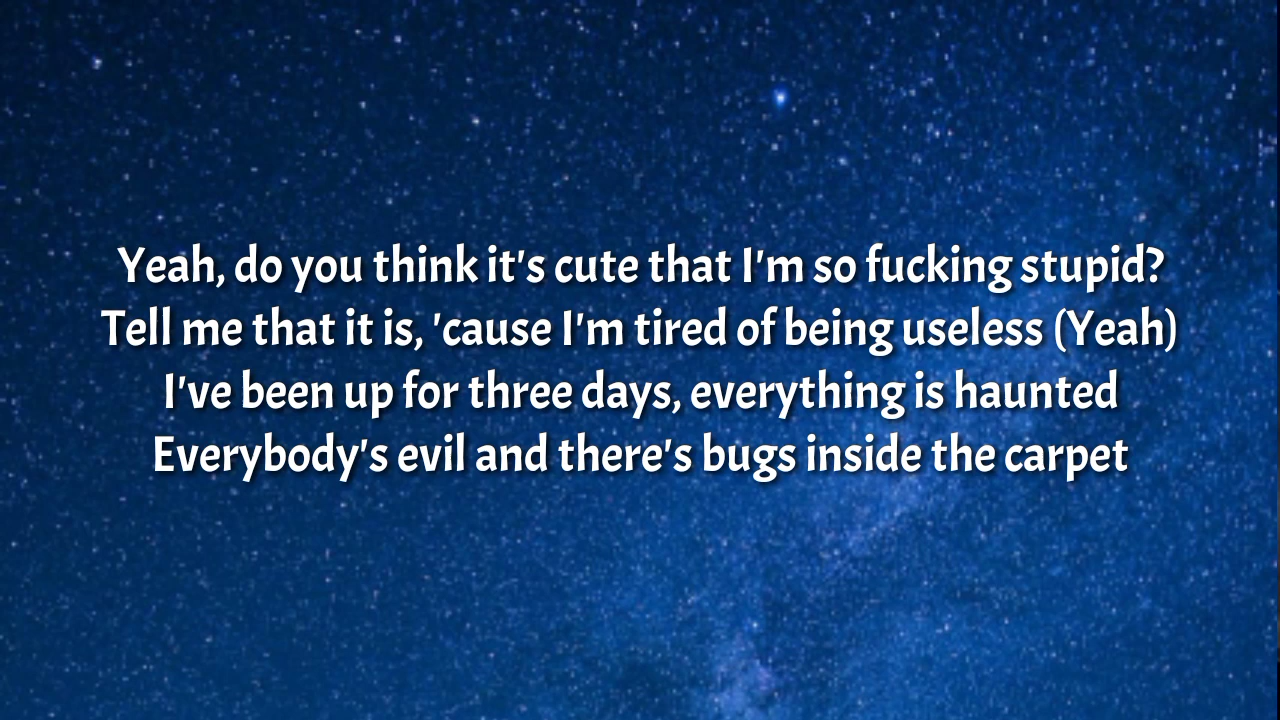 Yeah, do you think it's cute that I'm so fucking stupid?
Tell me that it is, 'cause I'm tired of being useless (Yeah)
I've been up for three days, everything is haunted
Everybody's evil and there's bugs inside the carpet